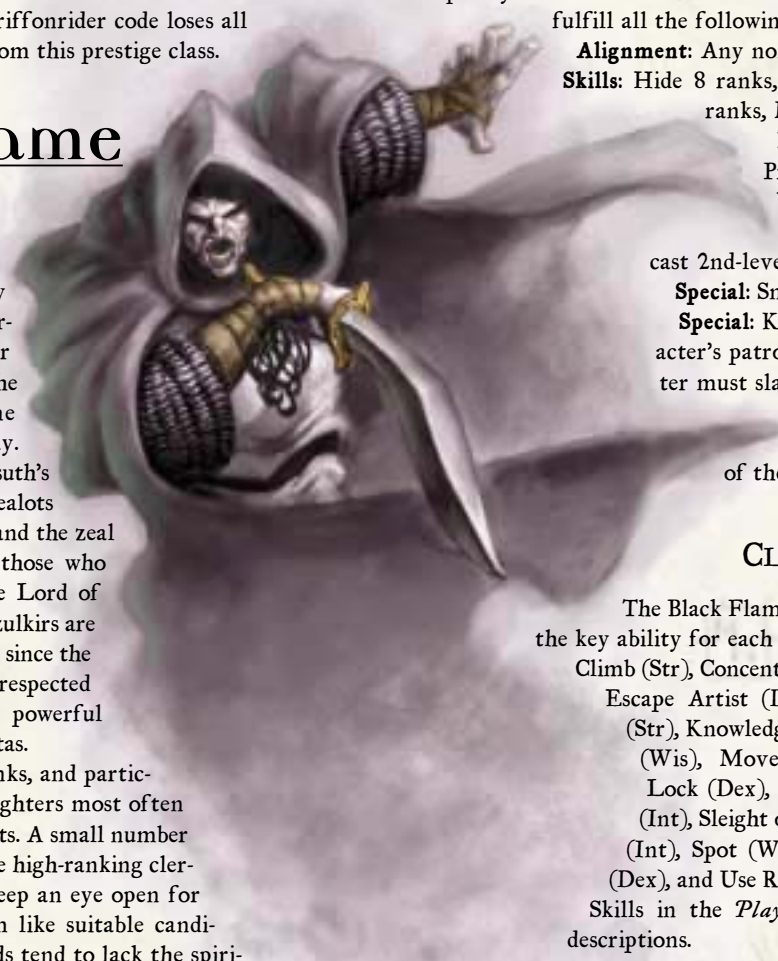 riffonrider code loses all
om this prestige class.
ame
y
r-
r
ne
ne
y.
suth's
ealots
and the zeal
those who
e Lord of
zulkirs are
since the
respected
powerful
tas.
nks, and partic-
ghters most often
ts. A small number
e high-ranking cler-
eep an eye open for
n like suitable candi-
ds tend to lack the spiri-
fulfill all the followin
Alignment: Any no
Skills: Hide 8 ranks,
ranks,
cast 2nd-leve
Special: Sn
Special: K
acter's patro
ter must sla
of the
CL
The Black Flam
the key ability for each
Climb (Str), Concent
Escape Artist (
(Str), Knowledg
(Wis), Move
Lock (Dex),
(Int), Sleight o
(Int), Spot (W
(Dex), and Use R
Skills in the Play
descriptions.